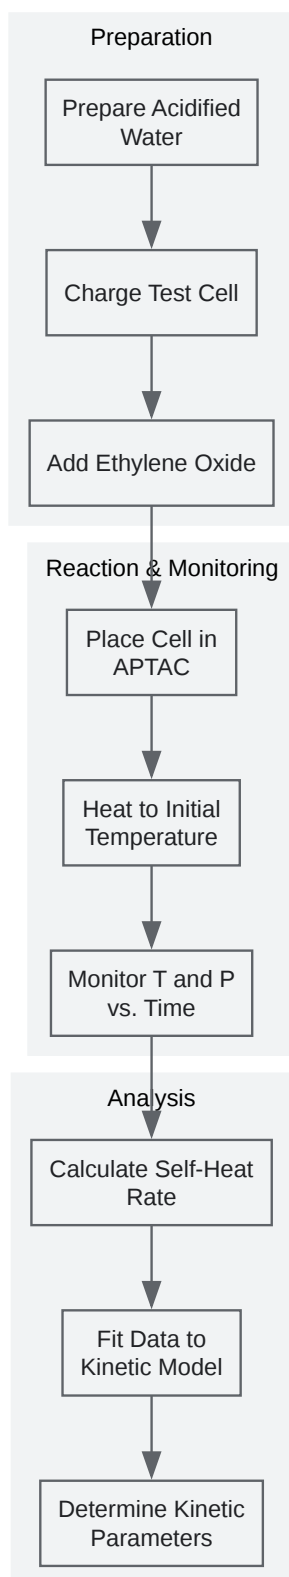 Preparation
Prepare Acidified
Water
Charge Test Cell
Add Ethylene Oxide
Reaction & Monitoring
Place Cell in
APTAC
Heat to Initial
Temperature
Monitor T and P
vs. Time
Analysis
Calculate Self-Heat
Rate
Fit Data to
Kinetic Model
Determine Kinetic
Parameters